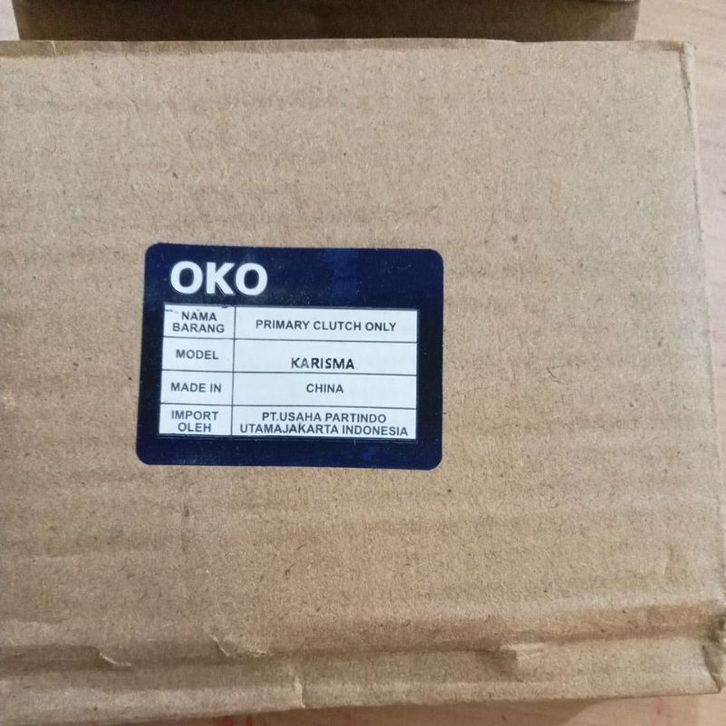 OKO
NAMA
BARANG
PRIMARY CLUTCH ONLY
MODEL
KARISMA
MADE IN
CHINA
IMPORT
OLEH
PT.USAHA PARTINDO
UTAMAJAKARTA INDONESIA